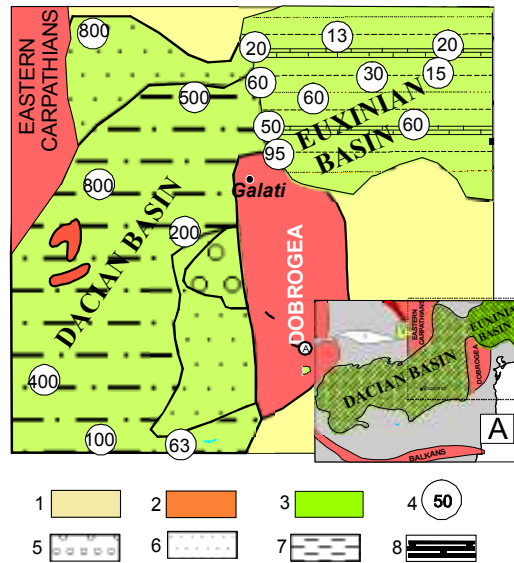 800
13
20
20
EASTERN
CARPATHIANS
60
30
15
500
60
EUXINIAN
BASIN
50
60
95
800
Galati
DACIAN BASIN
200
DOBROGEA
A
400
100
63
EASTERN
CARPATHIANS
EUXINIAN
BASIN
DACIAN BASIN
DOBROGEA
BALKANS
A
1
2
3
4
50
5
6
7
8